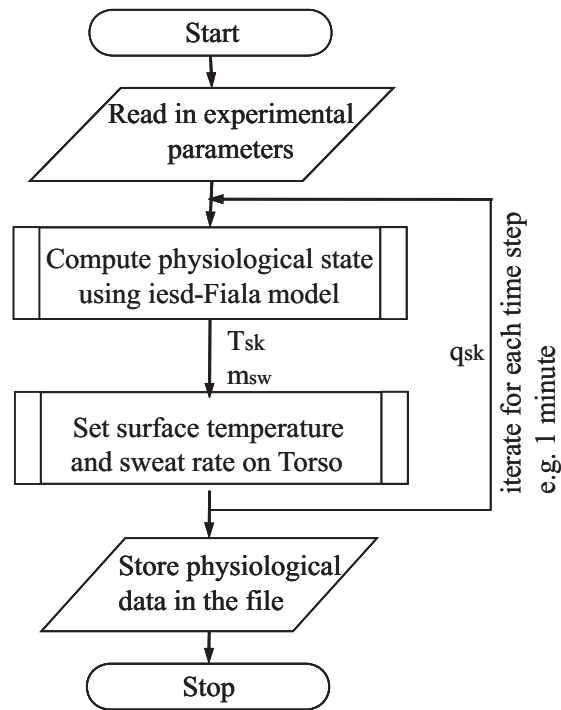 Start
Read in experimental
parameters
Compute physiological state
using iesd-Fiala model
Tsk
msw
qsk
iterate for each time step
e.g. 1 minute
Set surface temperature
and sweat rate on Torso
Store physiological
data in the file
Stop